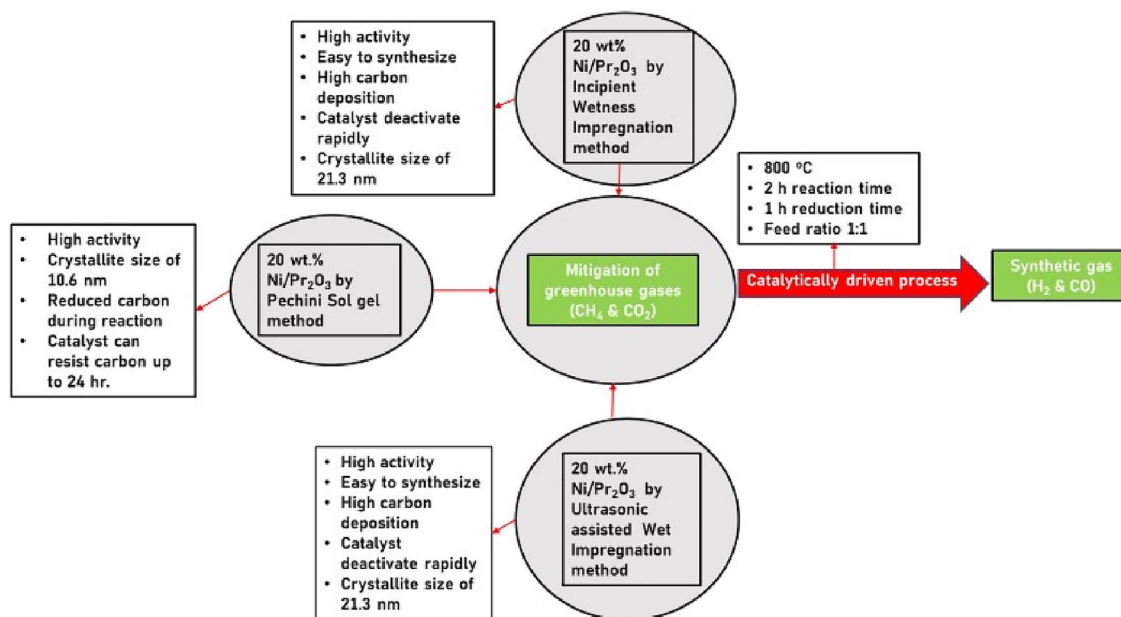 • High activity
• Easy to synthesize
• High carbon
deposition
• Catalyst deactivate
rapidly
• Crystallite size of
21.3 nm
20 wt%
Ni/Pr₂O₃ by
Incipient
Wetness
Impregnation
method
• 800 °C
• 2 h reaction time
• 1 h reduction time
• Feed ratio 1:1
• High activity
• Crystallite size of
10.6 nm
• Reduced carbon
during reaction
• Catalyst can
resist carbon up
to 24 hr.
20 wt.%
Ni/Pr₂O₃ by
Pechini Sol gel
method
Mitigation of
greenhouse gases
(CH₄ & CO₂)
Catalytically driven process
Synthetic gas
(H₂ & CO)
• High activity
• Easy to synthesize
• High carbon
deposition
• Catalyst
deactivate rapidly
• Crystallite size of
21.3 nm
20 wt.%
Ni/Pr₂O₃ by
Ultrasonic
assisted Wet
Impregnation
method